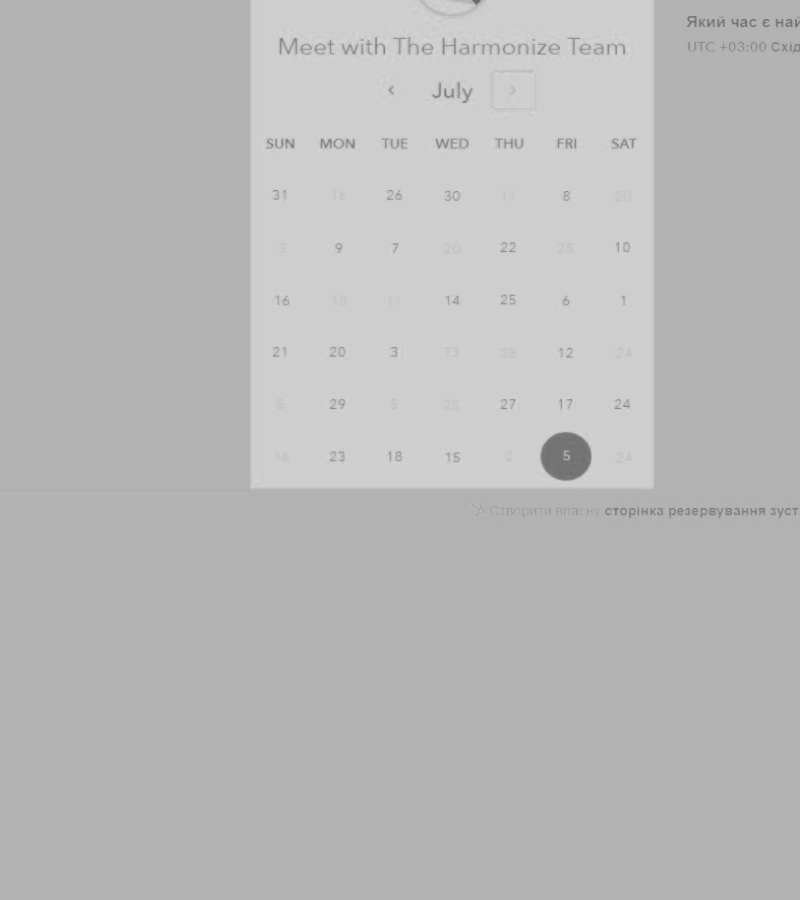 Який час є най
UTC +03:00 Схід
Meet with The Harmonize Team
‹ July ›
SUN MON TUE WED THU FRI SAT
31 16 26 30 11 8 20
3 9 7 20 22 25 10
16 10 11 14 25 6 1
21 20 3 13 28 12 24
5 29 5 25 27 17 24
16 23 18 15 2 5 24
Створити власну сторінка резервування зуст